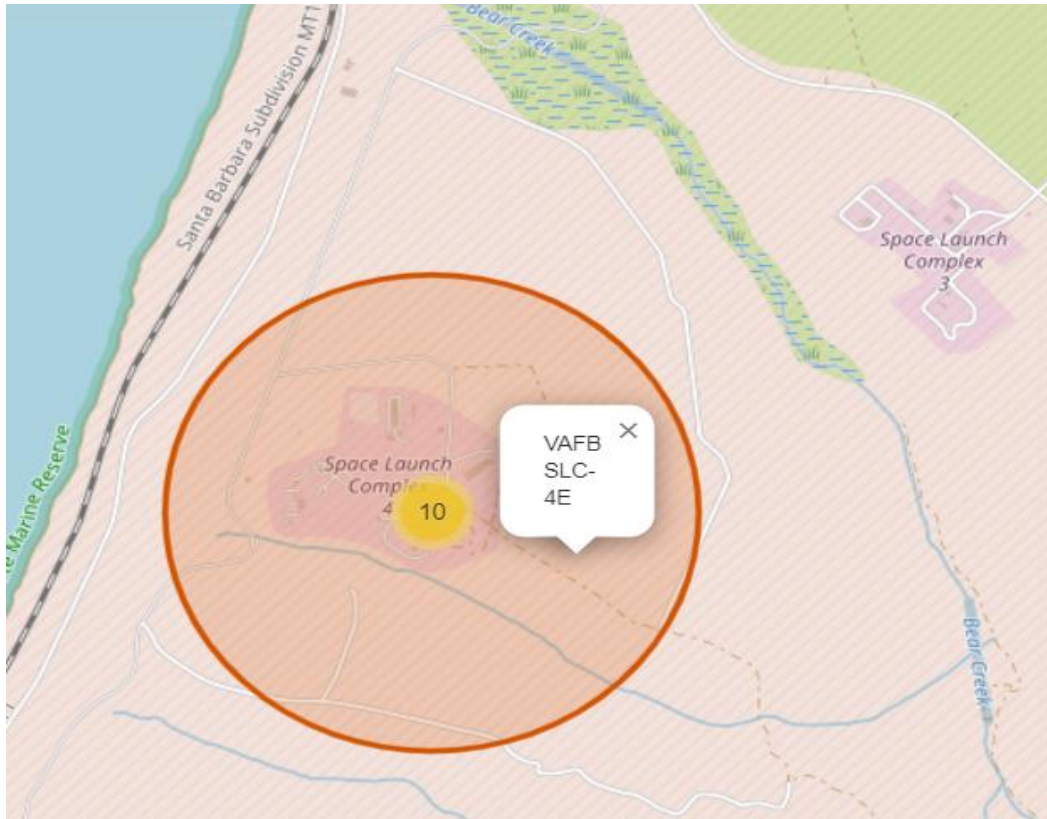 Bear Creek
Santa Barbara Subdivision MT1
Space Launch
Complex
3
VAFB
SLC-
4E
Space Launch
Complex
4
10
Marine Reserve
Bear Creek